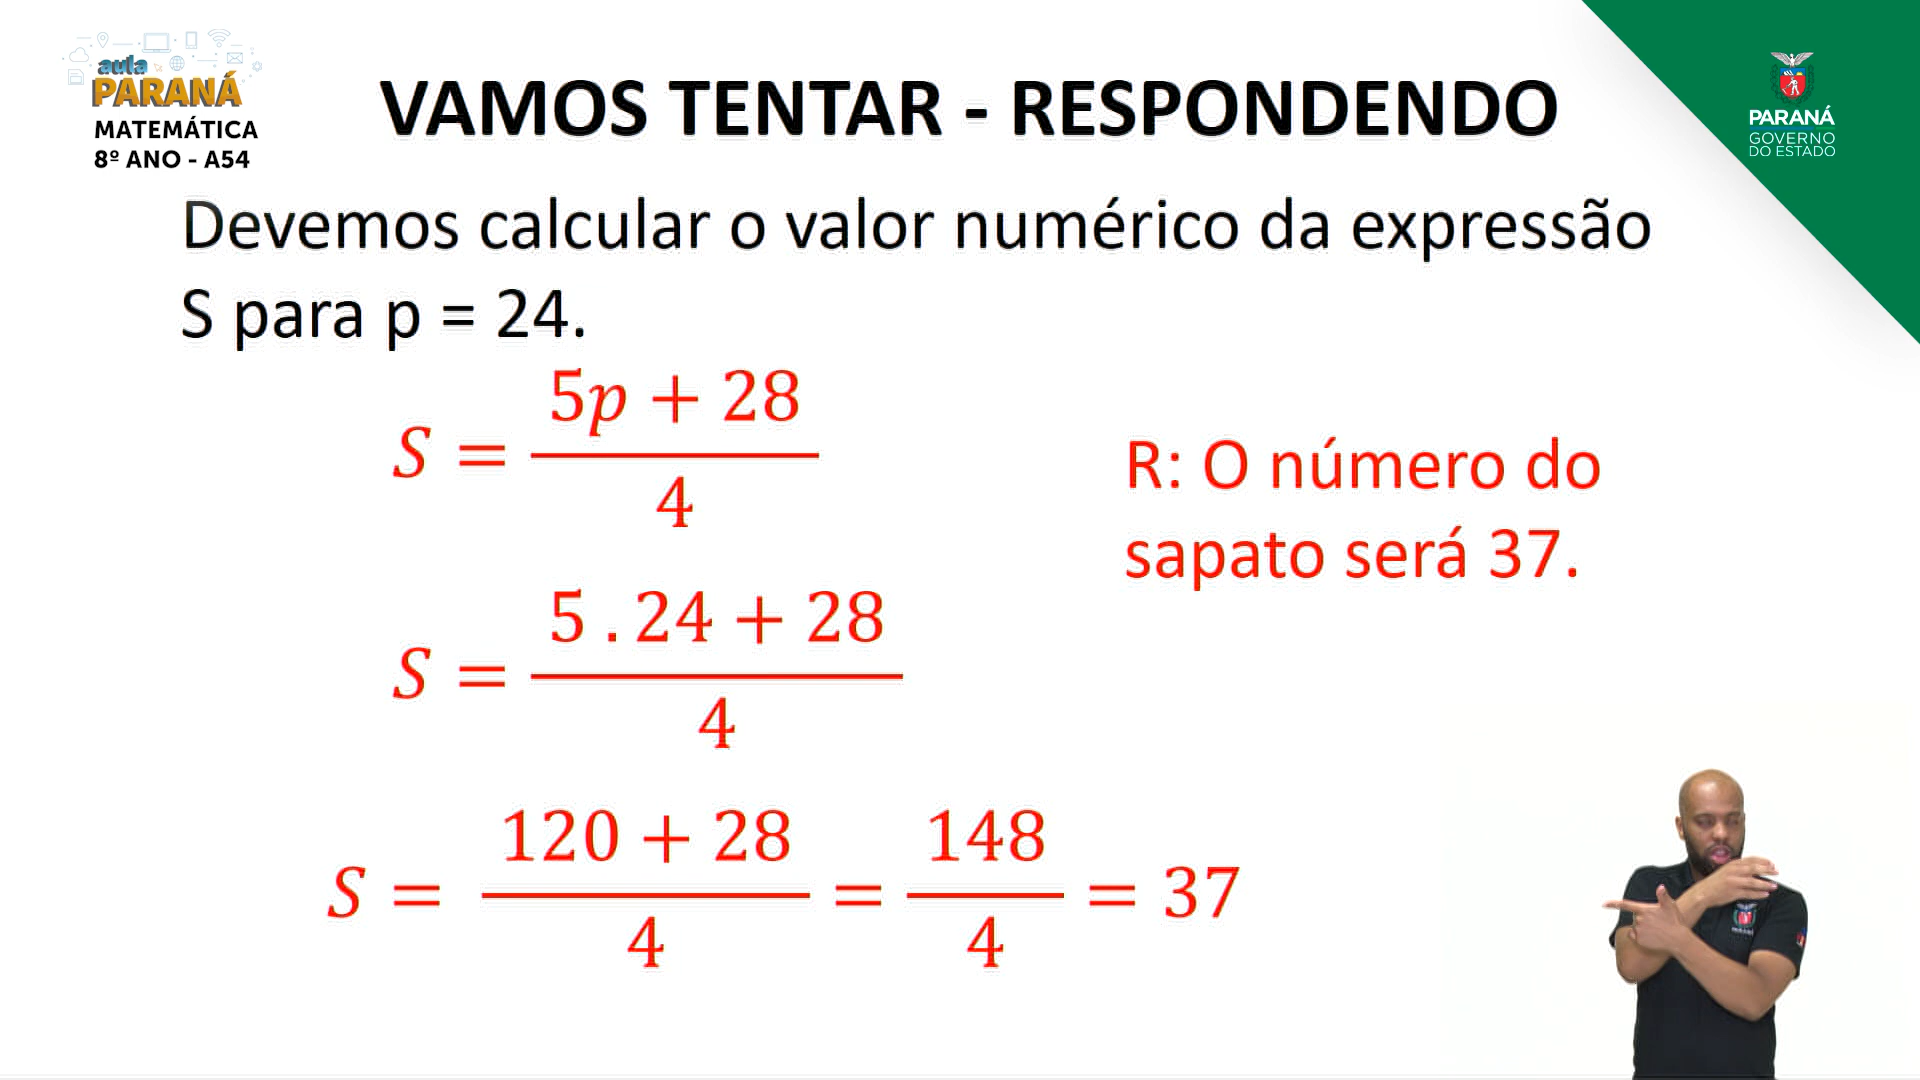 aula
PARANÁ
MATEMÁTICA
8º ANO - A54
VAMOS TENTAR - RESPONDENDO
PARANÁ
GOVERNO
DO ESTADO
Devemos calcular o valor numérico da expressão
S para p = 24.
S = (5p + 28)/4
R: O número do
sapato será 37.
S = (5 . 24 + 28)/4
S = (120 + 28)/4 = 148/4 = 37